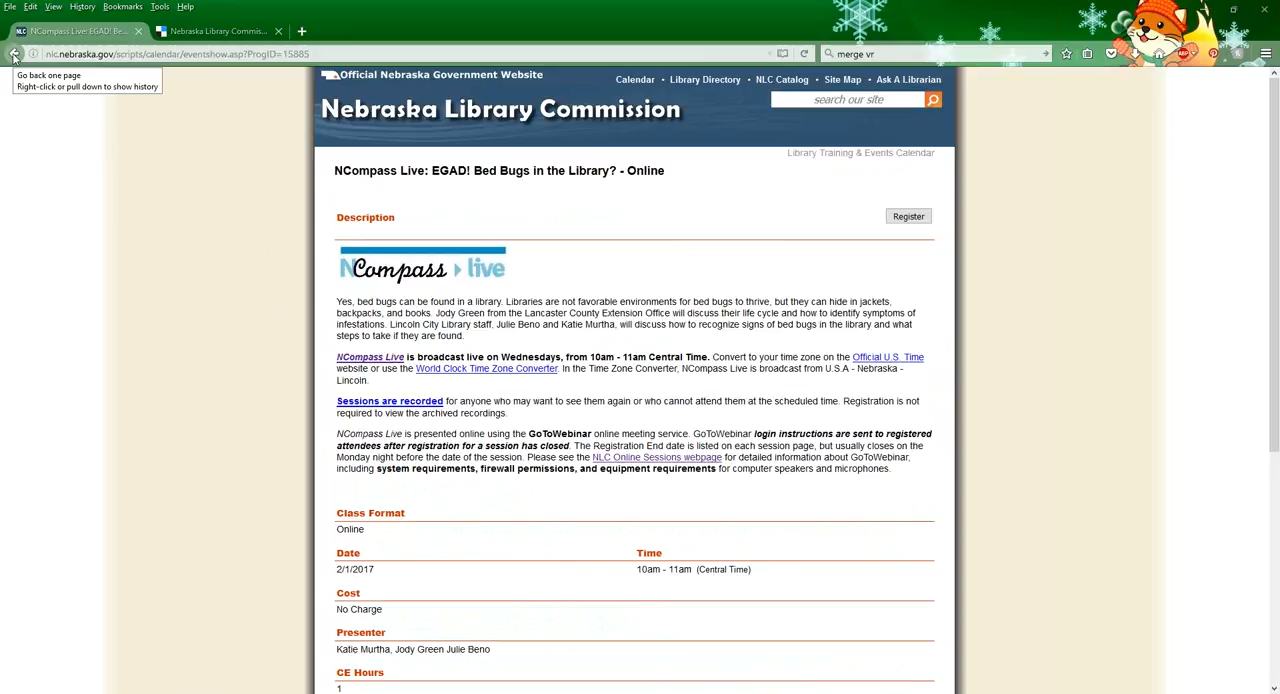 File Edit View History Bookmarks Tools Help
NCompass Live: EGAD! Be...
Nebraska Library Commis...
nlc.nebraska.gov/scripts/calendar/eventshow.asp?ProgID=15885
merge vr
Go back one page
Right-click or pull down to show history
Official Nebraska Government Website
Calendar • Library Directory • NLC Catalog • Site Map • Ask A Librarian
Nebraska Library Commission
search our site
Library Training & Events Calendar
NCompass Live: EGAD! Bed Bugs in the Library? - Online
Description
Register
NCompass live
Yes, bed bugs can be found in a library. Libraries are not favorable environments for bed bugs to thrive, but they can hide in jackets,
backpacks, and books. Jody Green from the Lancaster County Extension Office will discuss their life cycle and how to identify symptoms of
infestations. Lincoln City Library staff, Julie Beno and Katie Murtha, will discuss how to recognize signs of bed bugs in the library and what
steps to take if they are found.
NCompass Live is broadcast live on Wednesdays, from 10am - 11am Central Time. Convert to your time zone on the Official U.S. Time
website or use the World Clock Time Zone Converter. In the Time Zone Converter, NCompass Live is broadcast from U.S.A - Nebraska -
Lincoln.
Sessions are recorded for anyone who may want to see them again or who cannot attend them at the scheduled time. Registration is not
required to view the archived recordings.
NCompass Live is presented online using the GoToWebinar online meeting service. GoToWebinar login instructions are sent to registered
attendees after registration for a session has closed. The Registration End date is listed on each session page, but usually closes on the
Monday night before the date of the session. Please see the NLC Online Sessions webpage for detailed information about GoToWebinar,
including system requirements, firewall permissions, and equipment requirements for computer speakers and microphones.
Class Format
Online
Date
Time
2/1/2017
10am - 11am (Central Time)
Cost
No Charge
Presenter
Katie Murtha, Jody Green Julie Beno
CE Hours
1